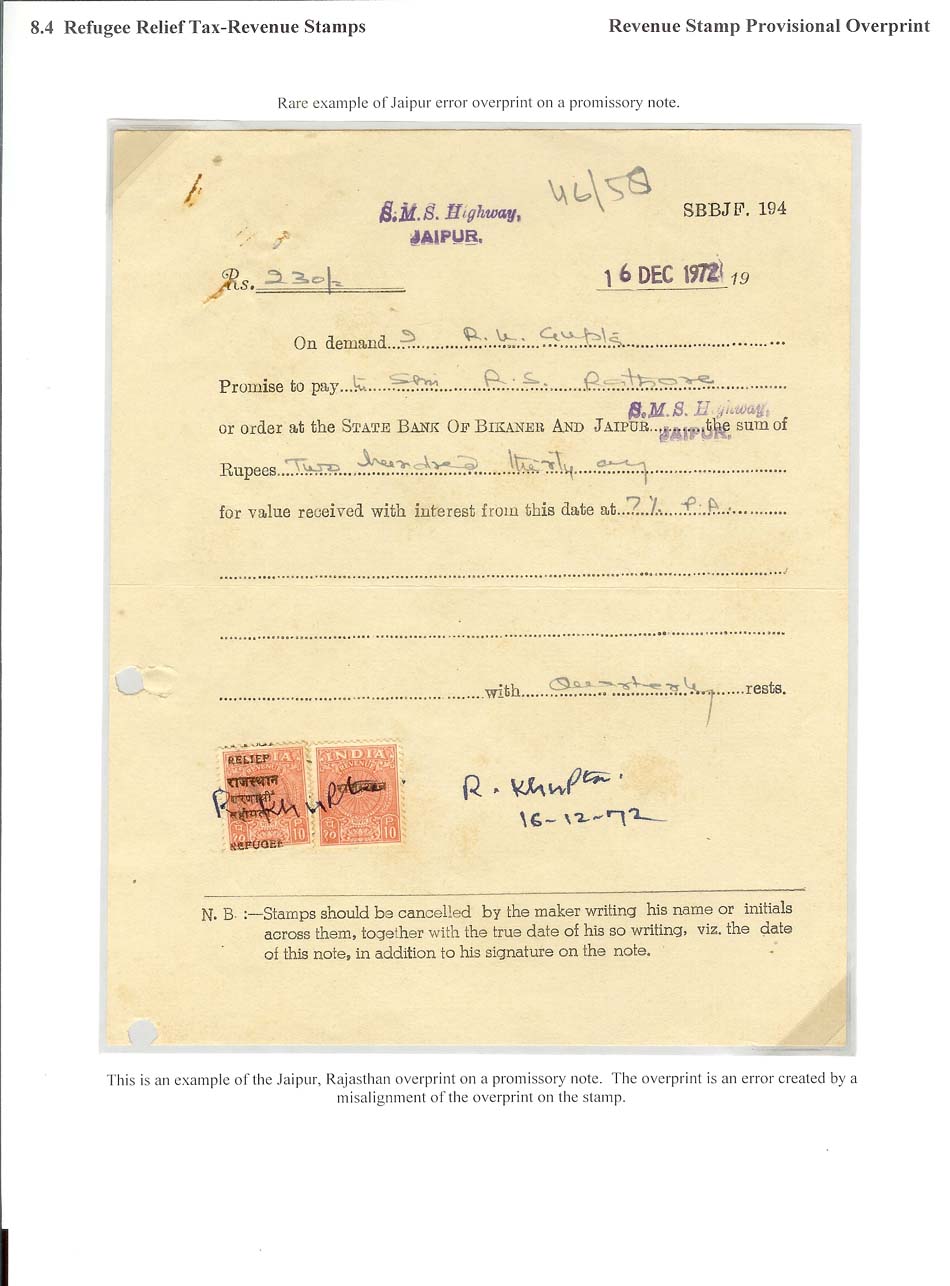 8.4 Refugee Relief Tax-Revenue Stamps Revenue Stamp Provisional Overprint
Rare example of Jaipur error overprint on a promissory note.
46/58
S.M.S. Highway, SBBJF. 194
JAIPUR.
Rs. 230/- 16 DEC 1972 19
On demand I R.K. Gupta
Promise to pay to Shri R.S. Rathore
S.M.S. Highway,
or order at the STATE BANK OF BIKANER AND JAIPUR the sum of
JAIPUR.
Rupees Two hundred thirty only
for value received with interest from this date at 7% P.A.
with Quarterly rests.
RELIEF
राजस्थान
शरणार्थी
सहायता
REFUGEE
10
INDIA
REVENUE
10
R. KGupta.
16-12-72
N. B. :—Stamps should be cancelled by the maker writing his name or initials
across them, together with the true date of his so writing, viz. the date
of this note, in addition to his signature on the note.
This is an example of the Jaipur, Rajasthan overprint on a promissory note. The overprint is an error created by a
misalignment of the overprint on the stamp.